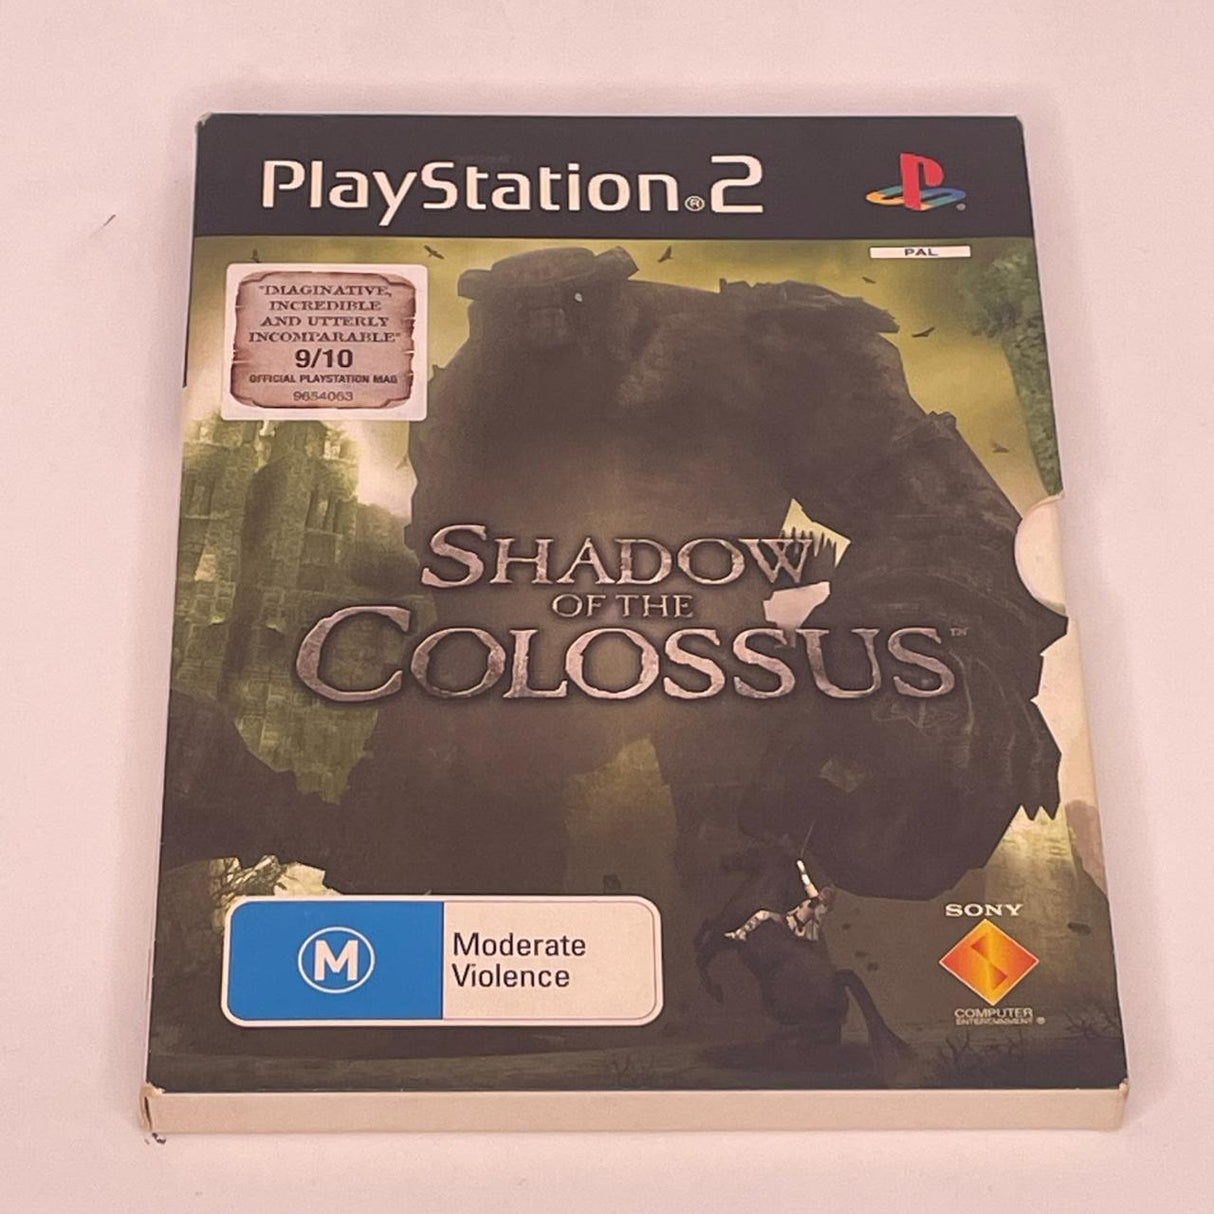 PlayStation®2
PAL
"IMAGINATIVE,
INCREDIBLE
AND UTTERLY
INCOMPARABLE"
9/10
OFFICIAL PLAYSTATION MAG
9654063
SHADOW
OF THE
COLOSSUS™
M
Moderate
Violence
SONY
COMPUTER
ENTERTAINMENT®